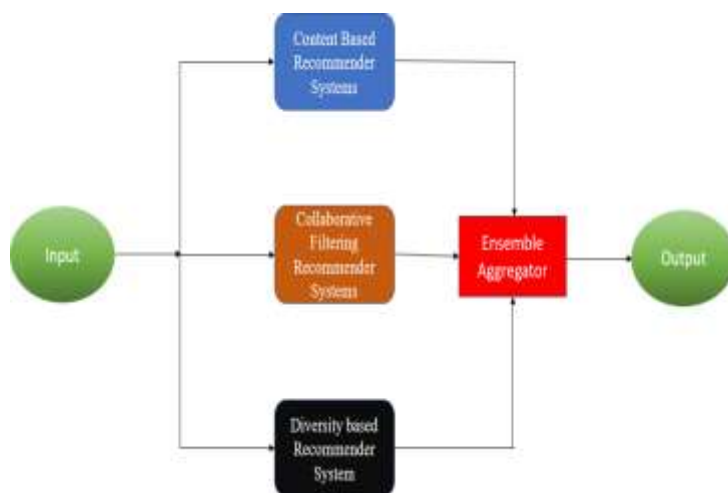 Content Based
Recommender
Systems
Input
Collaborative
Filtering
Recommender
Systems
Ensemble
Aggregator
Output
Diversity based
Recommender
System